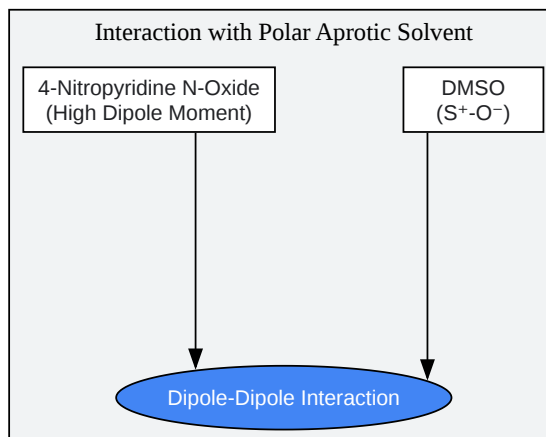 Interaction with Polar Aprotic Solvent
4-Nitropyridine N-Oxide
(High Dipole Moment)
DMSO
(S⁺-O⁻)
Dipole-Dipole Interaction